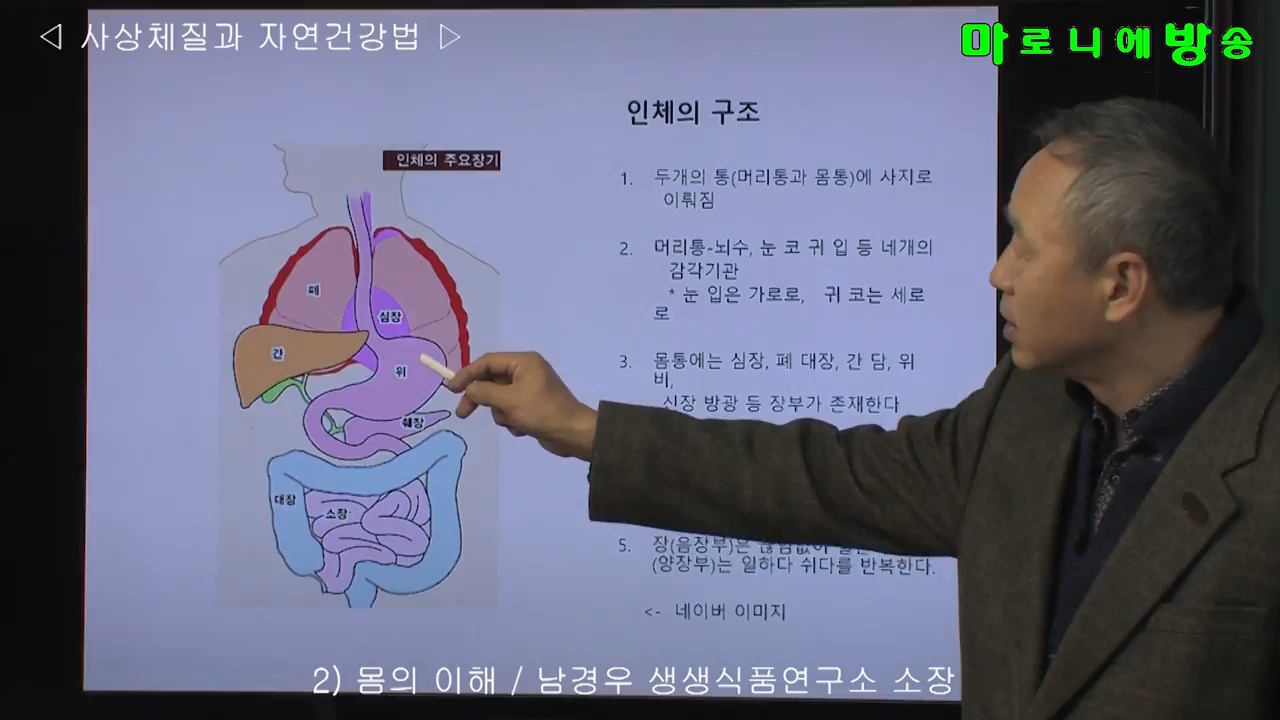 ◁ 사상체질과 자연건강법 ▷
마로니에방송
인체의 구조
인체의 주요장기
1. 두개의 통(머리통과 몸통)에 사지로
이뤄짐
2. 머리통-뇌수, 눈 코 귀 입 등 네개의
감각기관
* 눈 입은 가로로, 귀 코는 세로
로
3. 몸통에는 심장, 폐 대장, 간 담, 위
비,
신장 방광 등 장부가 존재한다
5. 장(음장부)은 끊임없이
(양장부)는 일하다 쉬다를 반복한다.
<- 네이버 이미지
폐
심장
간
위
췌장
대장
소장
2) 몸의 이해 / 남경우 생생식품연구소 소장